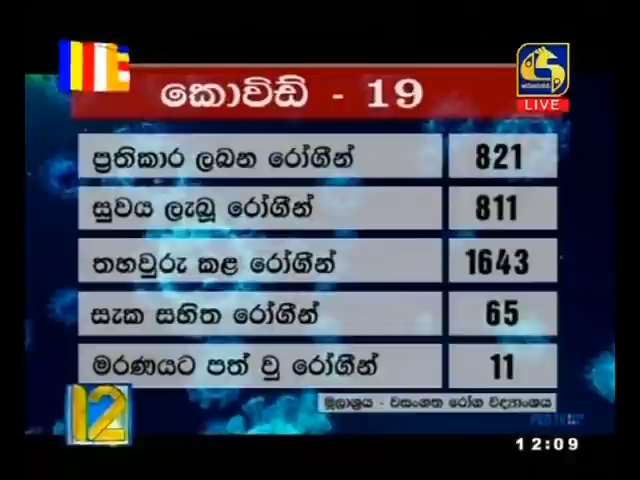 කොවිඩ් - 19
LIVE
ප්‍රතිකාර ලබන රෝගීන් 821
සුවය ලැබූ රෝගීන් 811
තහවුරු කළ රෝගීන් 1643
සැක සහිත රෝගීන් 65
මරණයට පත් වූ රෝගීන් 11
මූලාශ්‍රය - වසංගත රෝග විද්‍යාංශය
12
12:09